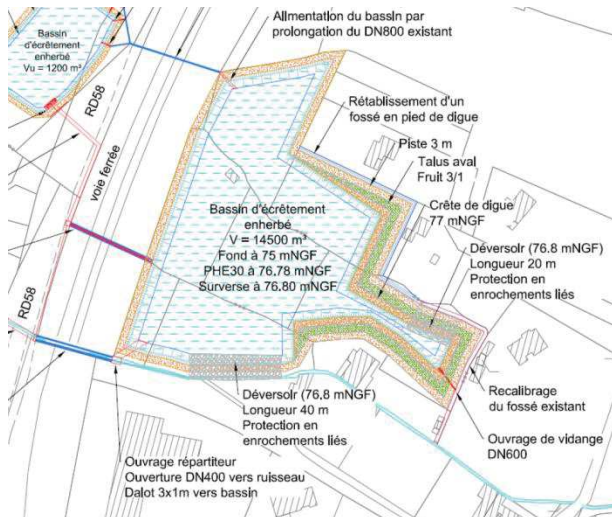 Alimentation du bassin par
prolongation du DN800 existant
Bassin
d'écrêtement
enherbé
Vu = 1200 m³
RD58
voie ferrée
Rétablissement d'un
fossé en pied de digue
Piste 3 m
Talus aval
Fruit 3/1
Crête de digue
77 mNGF
Déversoir (76.8 mNGF)
Longueur 20 m
Protection en
enrochements liés
Bassin d'écrêtement
enherbé
V = 14500 m³
Fond à 75 mNGF
PHE30 à 76.78 mNGF
Surverse à 76.80 mNGF
RD58
Déversoir (76,8 mNGF)
Longueur 40 m
Protection en
enrochements liés
Recalibrage
du fossé existant
Ouvrage de vidange
DN600
Ouvrage répartiteur
Ouverture DN400 vers ruisseau
Dalot 3x1m vers bassin